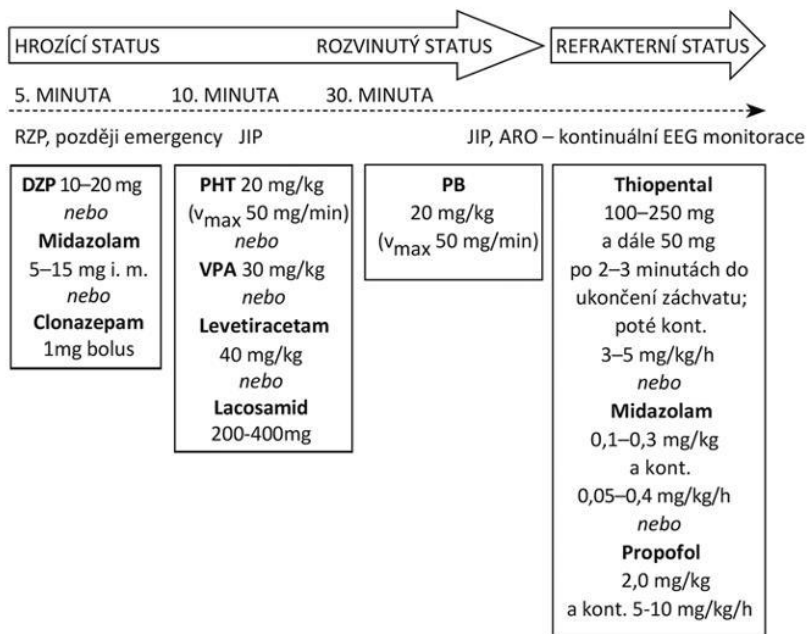 HROZÍCÍ STATUS
ROZVINUTÝ STATUS
REFRAKTERNÍ STATUS
5. MINUTA
10. MINUTA
30. MINUTA
RZP, později emergency
JIP
JIP, ARO – kontinuální EEG monitorace
DZP 10–20 mg
nebo
Midazolam
5–15 mg i. m.
nebo
Clonazepam
1mg bolus
PHT 20 mg/kg
(vmax 50 mg/min)
nebo
VPA 30 mg/kg
nebo
Levetiracetam
40 mg/kg
nebo
Lacosamid
200-400mg
PB
20 mg/kg
(vmax 50 mg/min)
Thiopental
100–250 mg
a dále 50 mg
po 2–3 minutách do
ukončení záchvatu;
poté kont.
3–5 mg/kg/h
nebo
Midazolam
0,1–0,3 mg/kg
a kont.
0,05–0,4 mg/kg/h
nebo
Propofol
2,0 mg/kg
a kont. 5-10 mg/kg/h